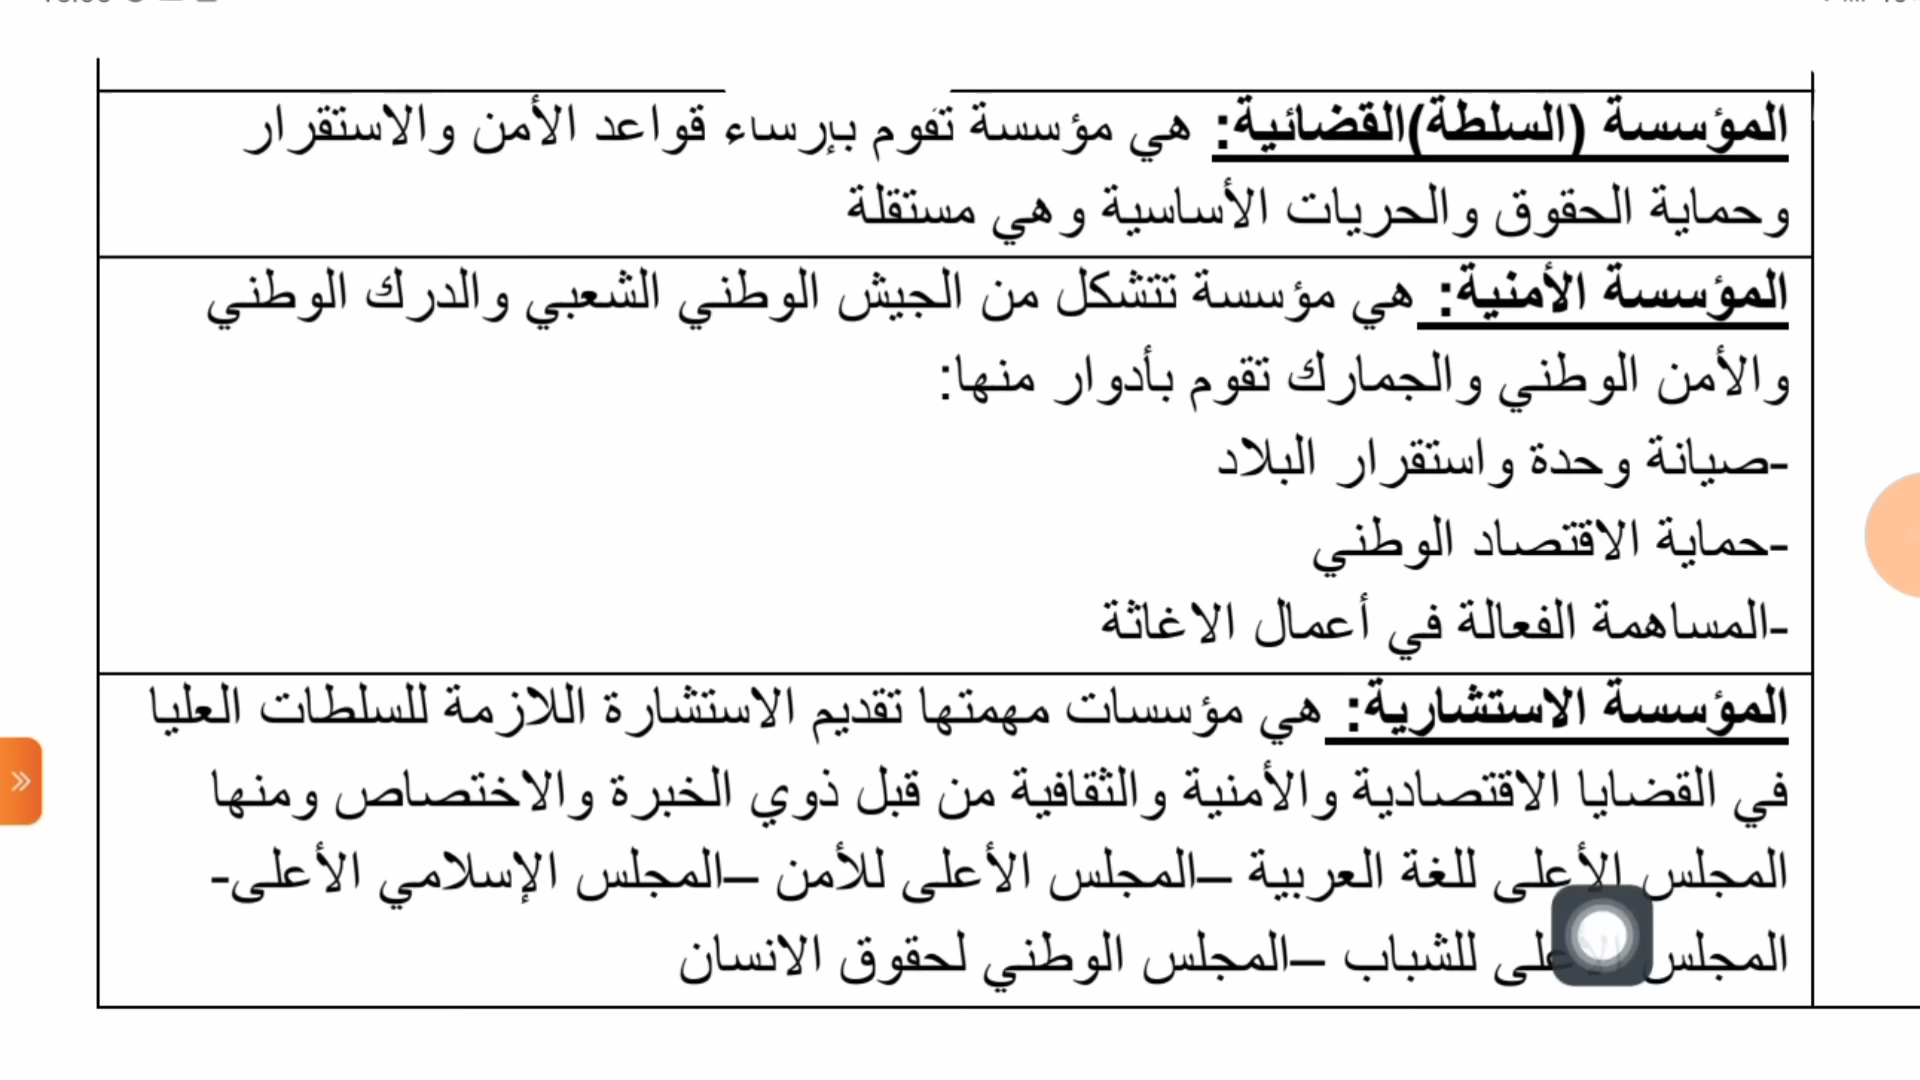 المؤسسة (السلطة)القضائية: هي مؤسسة تقوم بإرساء قواعد الأمن والاستقرار
وحماية الحقوق والحريات الأساسية وهي مستقلة
المؤسسة الأمنية: هي مؤسسة تتشكل من الجيش الوطني الشعبي والدرك الوطني
والأمن الوطني والجمارك تقوم بأدوار منها:
-صيانة وحدة واستقرار البلاد
-حماية الاقتصاد الوطني
-المساهمة الفعالة في أعمال الاغاثة
المؤسسة الاستشارية: هي مؤسسات مهمتها تقديم الاستشارة اللازمة للسلطات العليا
في القضايا الاقتصادية والأمنية والثقافية من قبل ذوي الخبرة والاختصاص ومنها
المجلس الأعلى للغة العربية –المجلس الأعلى للأمن –المجلس الإسلامي الأعلى-
المجلس الأعلى للشباب –المجلس الوطني لحقوق الانسان